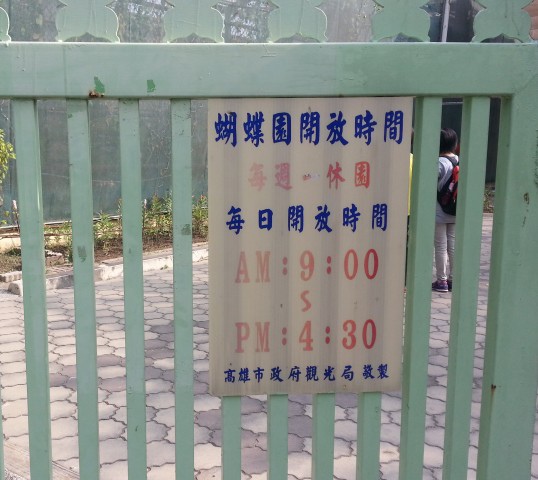 蝴蝶園開放時間
每週一休園
每日開放時間
AM:9:00
S
PM:4:30
高雄市政府觀光局 敬製